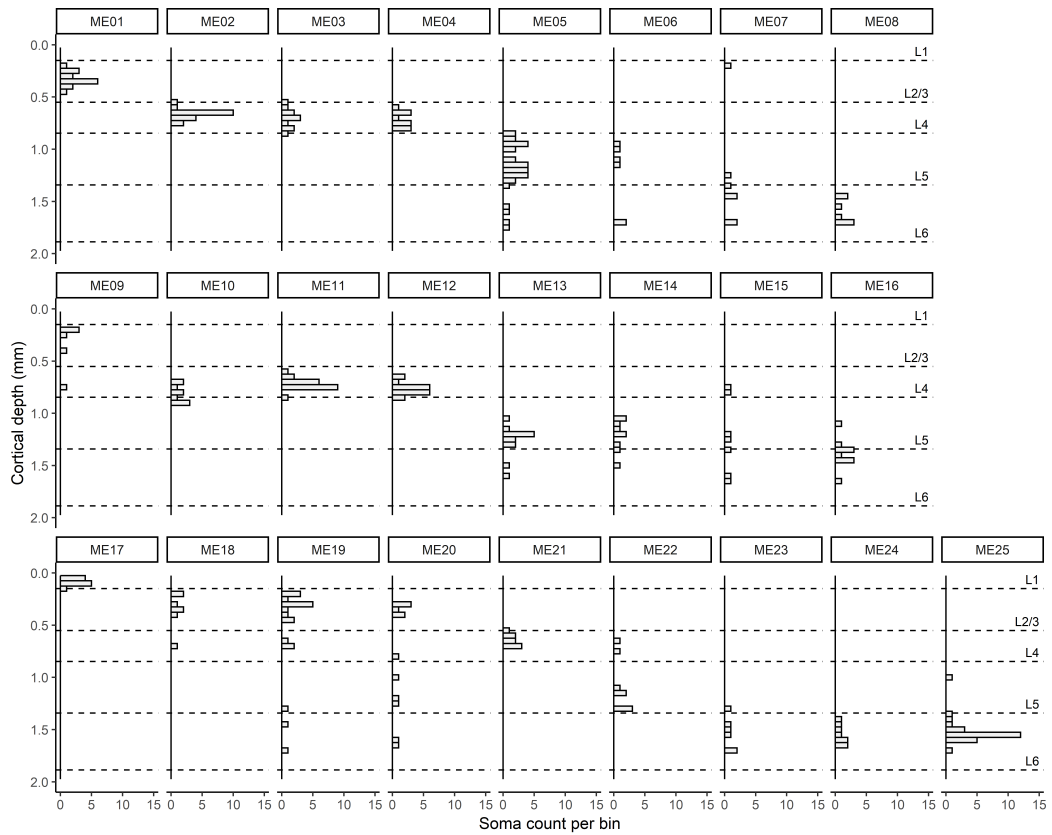 ME01 ME02 ME03 ME04 ME05 ME06 ME07 ME08
0.0
L1
0.5
L2/3
L4
1.0
L5
1.5
L6
2.0
ME09 ME10 ME11 ME12 ME13 ME14 ME15 ME16
0.0
L1
0.5
L2/3
L4
1.0
L5
1.5
L6
2.0
Cortical depth (mm)
ME17 ME18 ME19 ME20 ME21 ME22 ME23 ME24 ME25
0.0
L1
0.5
L2/3
L4
1.0
L5
1.5
L6
2.0
0 5 10 15 0 5 10 15 0 5 10 15 0 5 10 15 0 5 10 15 0 5 10 15 0 5 10 15 0 5 10 15 0 5 10 15
Soma count per bin